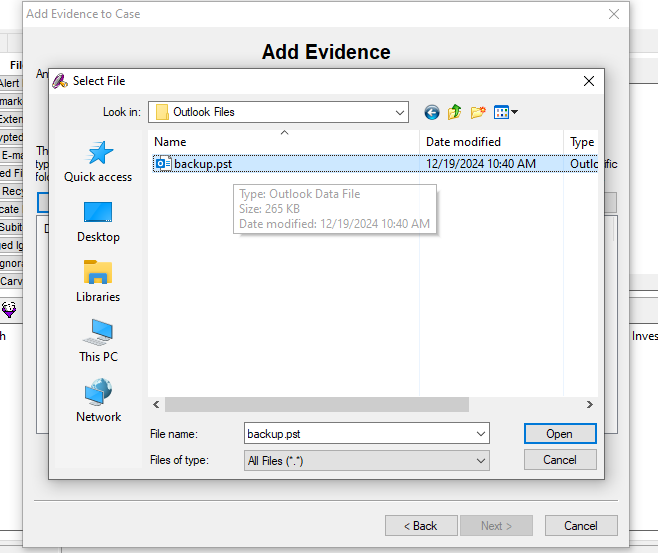 Add Evidence to Case
Add Evidence
Select File
Look in:
Outlook Files
Name
Date modified
Type
backup.pst
12/19/2024 10:40 AM
Type: Outlook Data File
Size: 265 KB
Date modified: 12/19/2024 10:40 AM
Quick access
Desktop
Libraries
This PC
Network
File name:
backup.pst
Open
Files of type:
All Files (*.*)
Cancel
< Back
Next >
Cancel